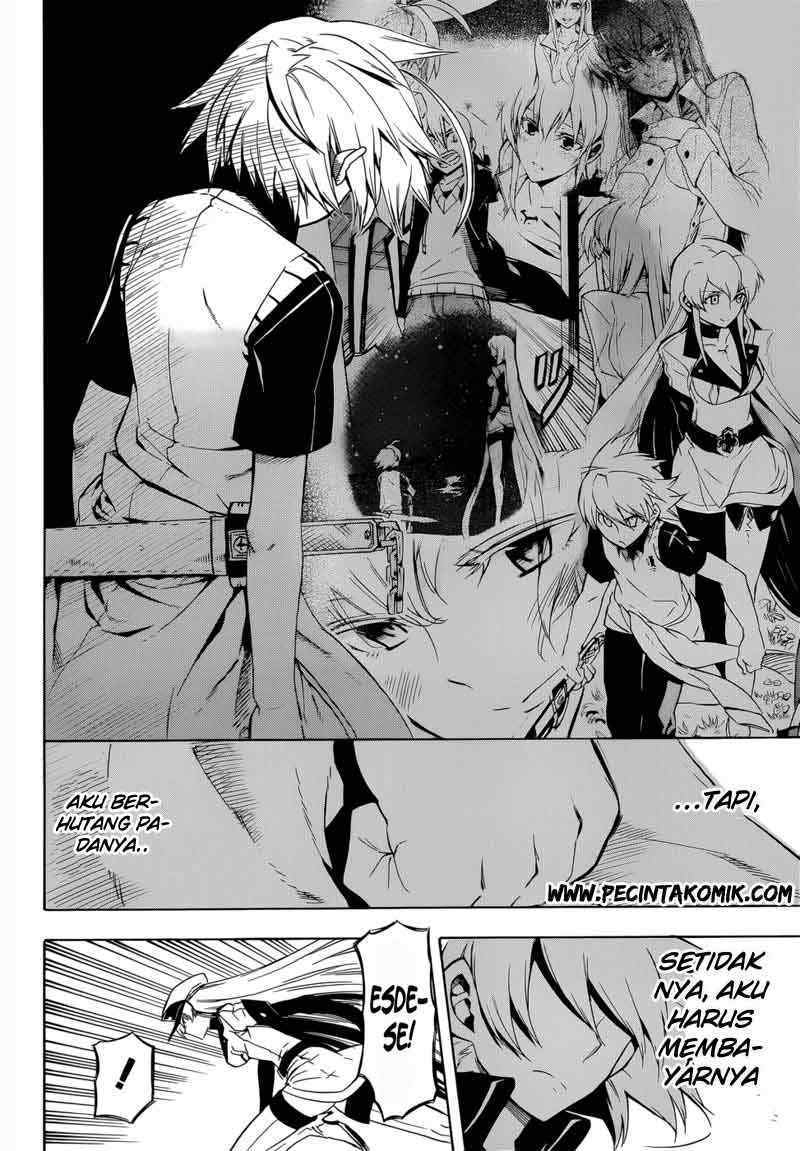 ...TAPI,
AKU BER-
HUTANG PA-
DANYA..
WWW.PECINTAKOMIK.COM
SETIDAK
NYA, AKU
HARUS
MEMBA-
YARNYA
ESDE-
SE!
!